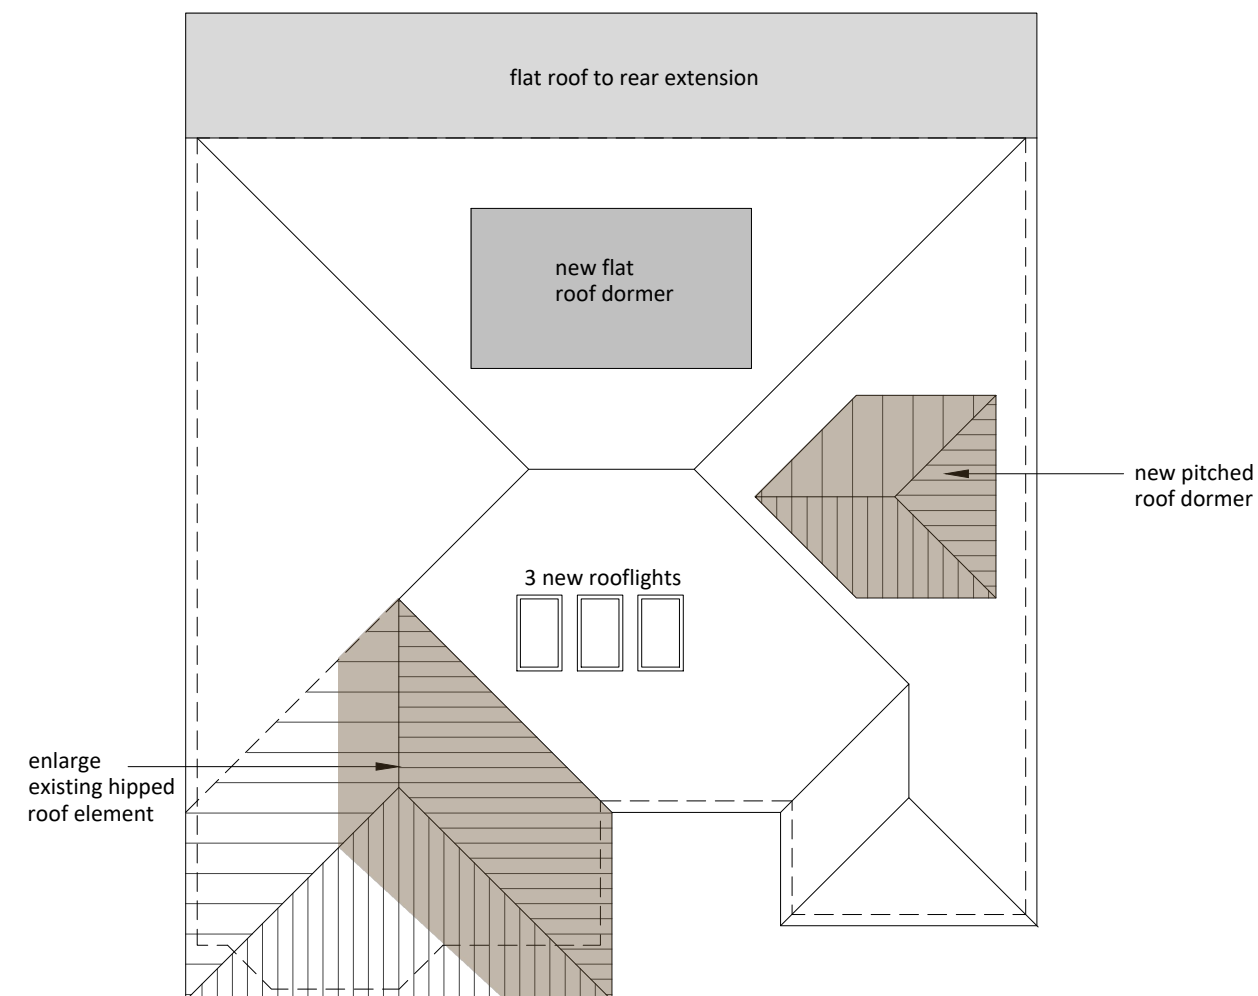 flat roof to rear extension
new flat
roof dormer
new pitched
roof dormer
3 new rooflights
enlarge
existing hipped
roof element